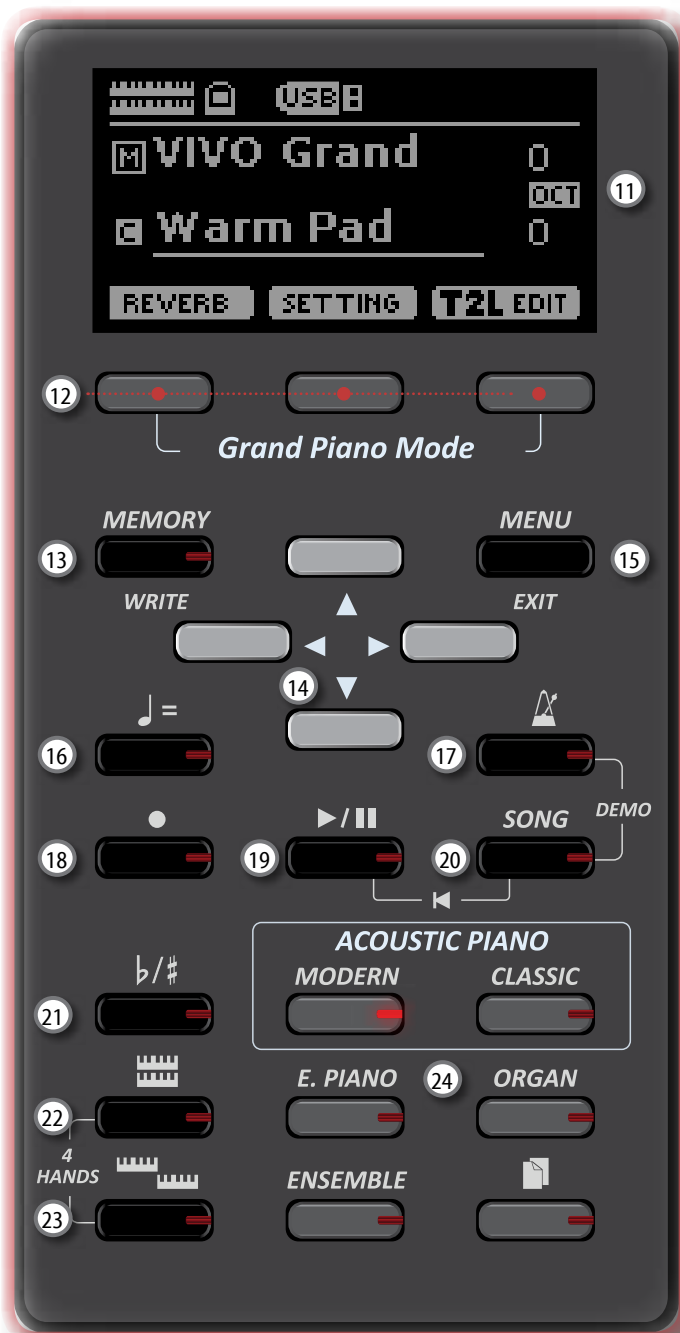 USB
M VIVO Grand 0
OCT
11
C Warm Pad 0
REVERB SETTING T2L EDIT
12
Grand Piano Mode
MEMORY MENU
13 15
WRITE EXIT
14
♩ =
16 17
DEMO
● ▶/▮▮ SONG
18 19 20
ACOUSTIC PIANO
♭/♯ MODERN CLASSIC
21
E. PIANO 24 ORGAN
22
4
HANDS
ENSEMBLE
23